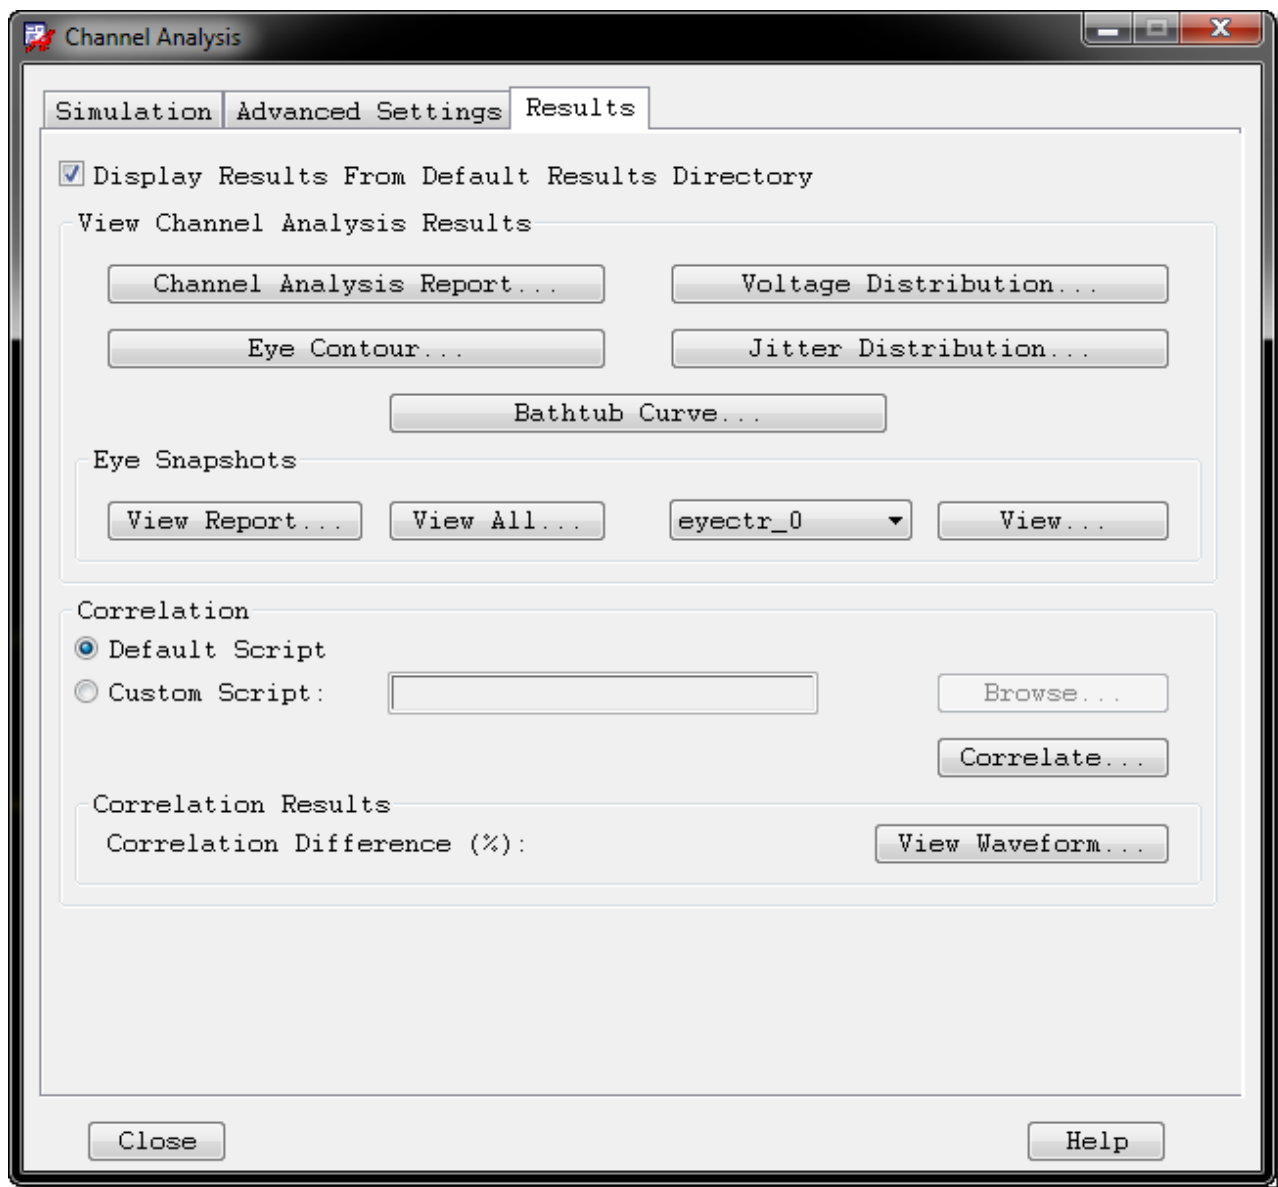 Channel Analysis
Simulation Advanced Settings Results
Display Results From Default Results Directory
View Channel Analysis Results
Channel Analysis Report... Voltage Distribution...
Eye Contour... Jitter Distribution...
Bathtub Curve...
Eye Snapshots
View Report... View All... eyectr_0 View...
Correlation
Default Script
Custom Script: Browse...
Correlate...
Correlation Results
Correlation Difference (%): View Waveform...
Close Help